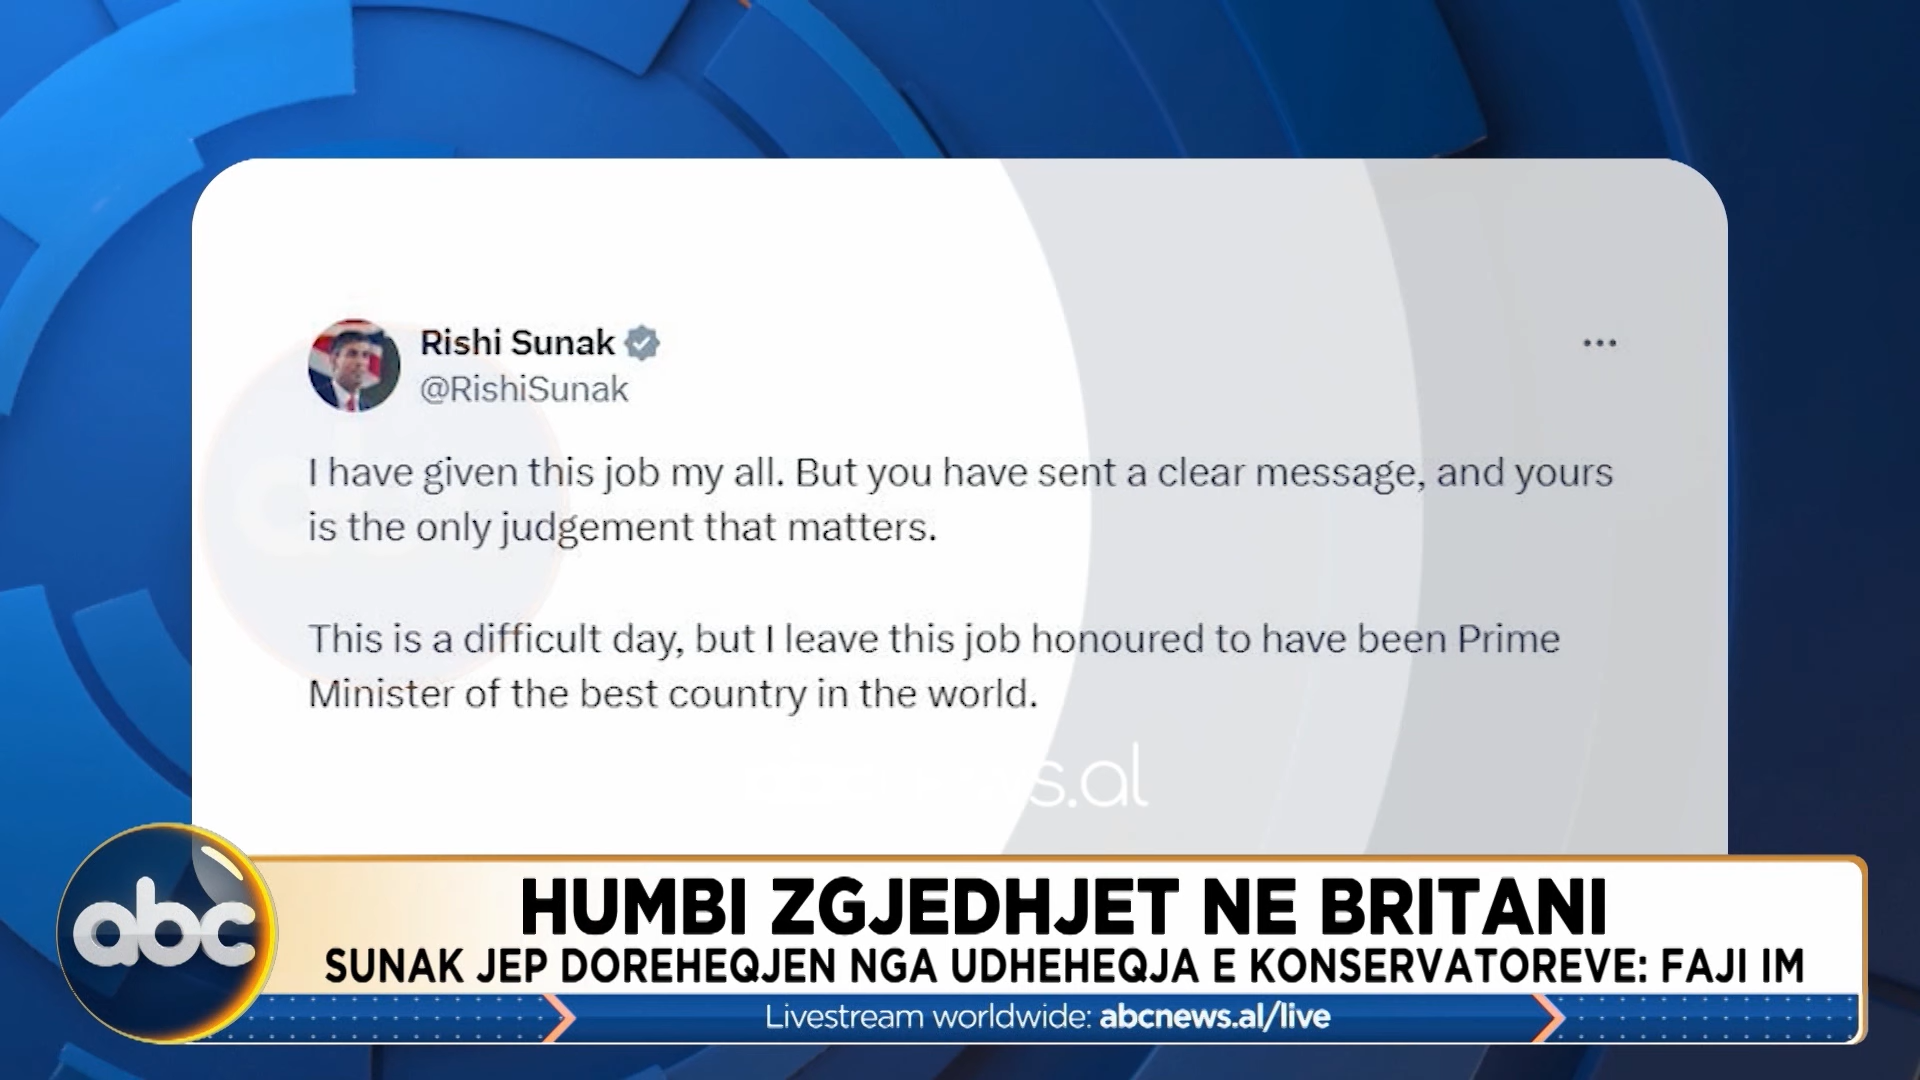 Rishi Sunak
@RishiSunak
I have given this job my all. But you have sent a clear message, and yours
is the only judgement that matters.
This is a difficult day, but I leave this job honoured to have been Prime
Minister of the best country in the world.
s.al
abc
HUMBI ZGJEDHJET NE BRITANI
SUNAK JEP DOREHEQJEN NGA UDHEHEQJA E KONSERVATOREVE: FAJI IM
Livestream worldwide: abcnews.al/live